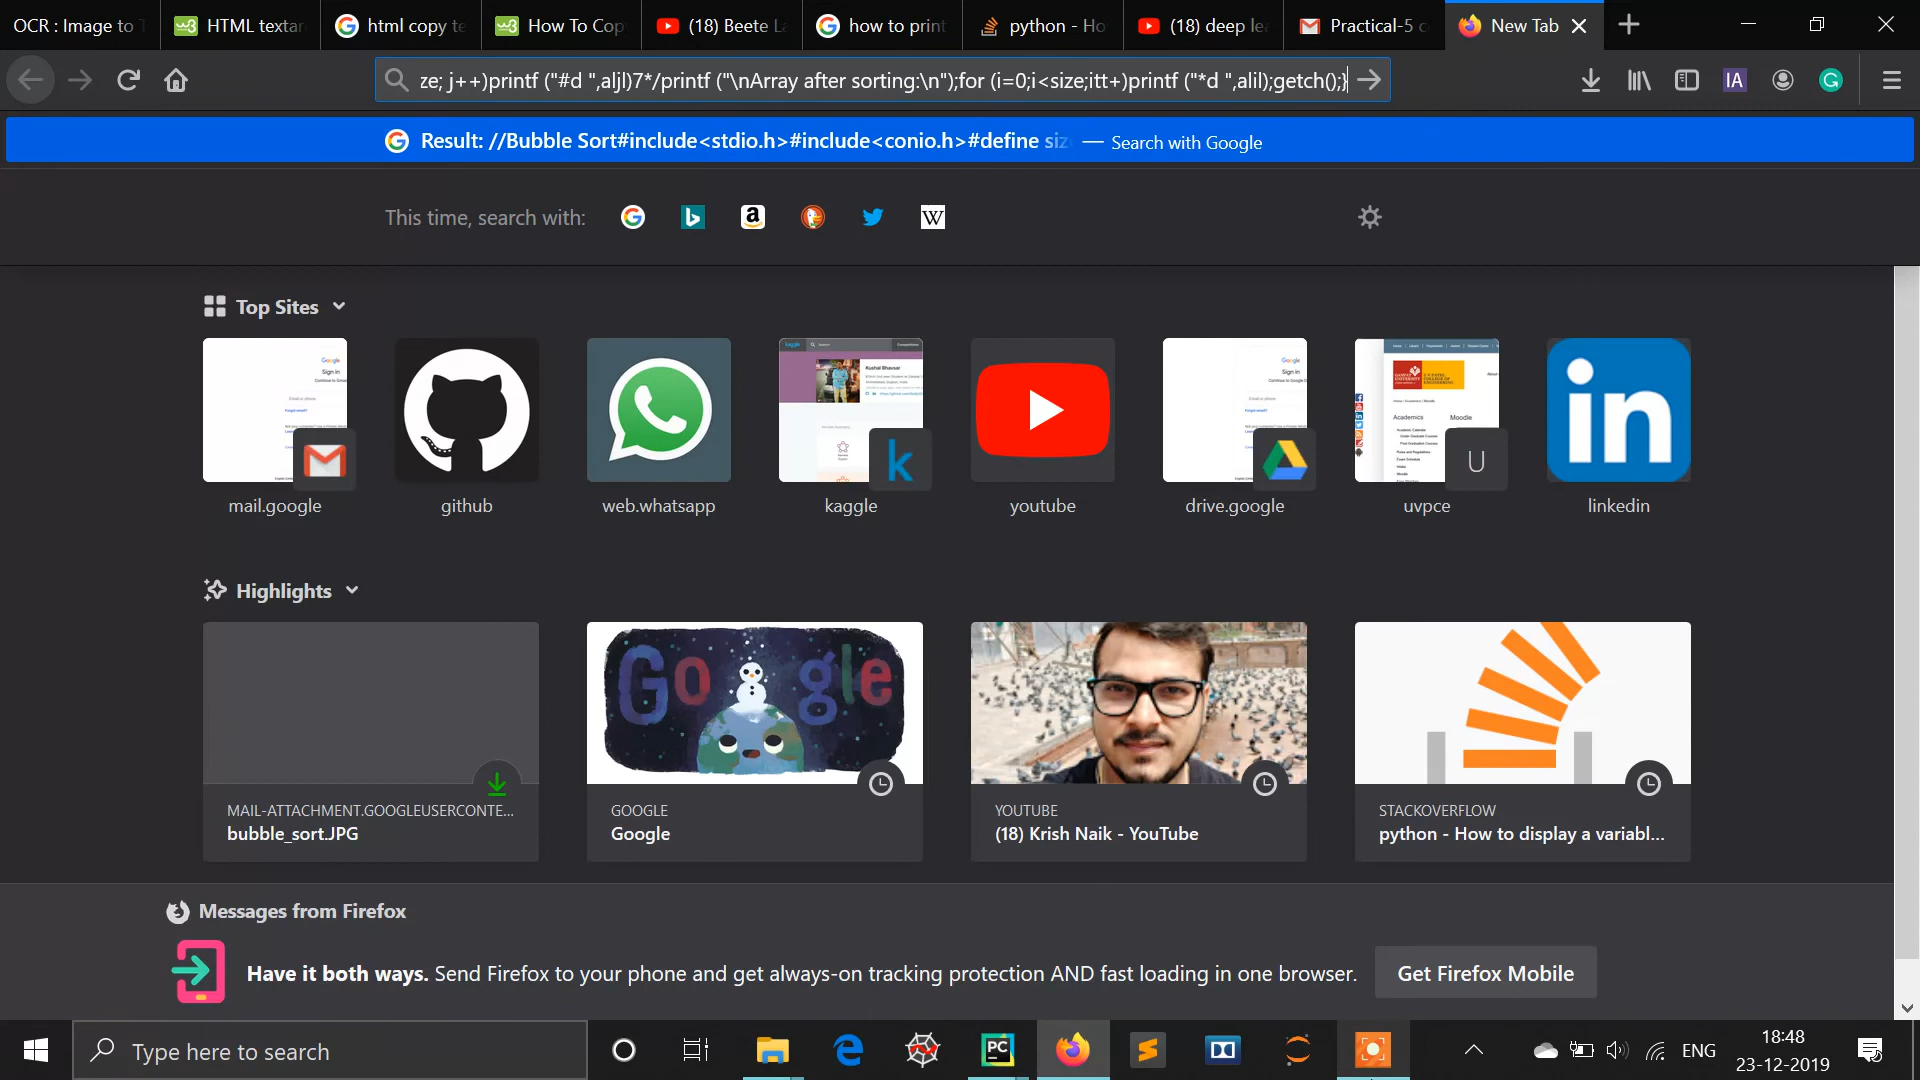 OCR : Image to T
HTML textar
html copy te
How To Cop
(18) Beete La
how to print
python - Ho
(18) deep lea
Practical-5 c
New Tab
ze; j++)printf ("#d ",aljl)7*/printf ("\nArray after sorting:\n");for (i=0;i<size;itt+)printf ("*d ",alil);getch();}
IA
Result: //Bubble Sort#include<stdio.h>#include<conio.h>#define siz — Search with Google
This time, search with:
Top Sites
mail.google
github
web.whatsapp
kaggle
youtube
drive.google
uvpce
linkedin
Highlights
MAIL-ATTACHMENT.GOOGLEUSERCONTE...
bubble_sort.JPG
GOOGLE
Google
YOUTUBE
(18) Krish Naik - YouTube
STACKOVERFLOW
python - How to display a variabl...
Messages from Firefox
Have it both ways. Send Firefox to your phone and get always-on tracking protection AND fast loading in one browser.
Get Firefox Mobile
Type here to search
ENG
18:48
23-12-2019